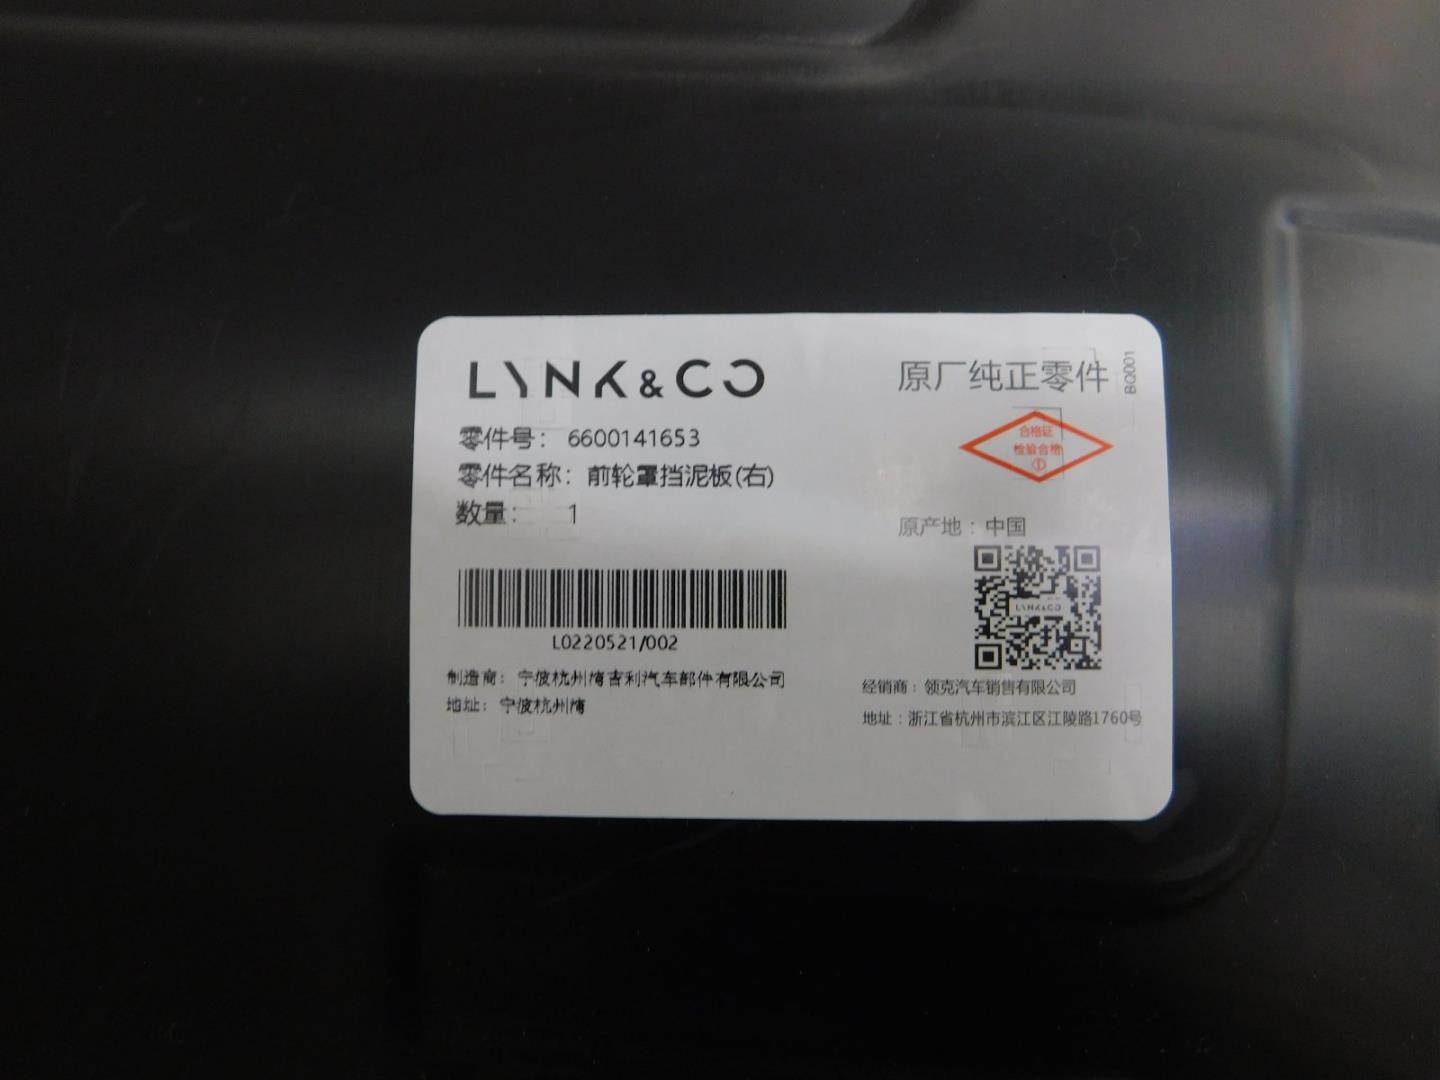 LYNK&CO
原厂纯正零件
BQ001
零件号： 6600141653
零件名称：前轮罩挡泥板(右)
数量： 1
合格证
检验合格
①
原产地：中国
LYNK&CO
L0220521/002
制造商： 宁波杭州湾吉利汽车部件有限公司
地址： 宁波杭州湾
经销商：领克汽车销售有限公司
地址：浙江省杭州市滨江区江陵路1760号